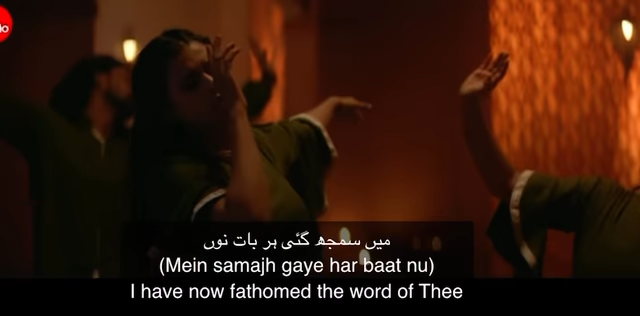 میں سمجھ گئی ہر بات نوں
(Mein samajh gaye har baat nu)
I have now fathomed the word of Thee